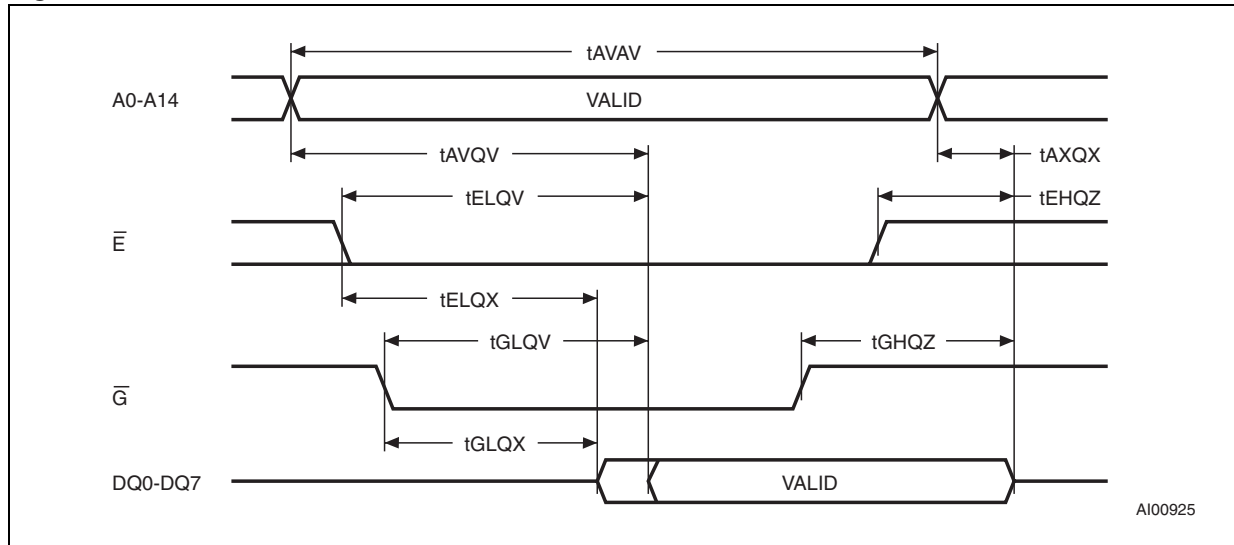 tAVAV
A0-A14
VALID
tAVQV
tAXQX
tELQV
tEHQZ
E̅
tELQX
tGLQV
tGHQZ
G̅
tGLQX
DQ0-DQ7
VALID
AI00925